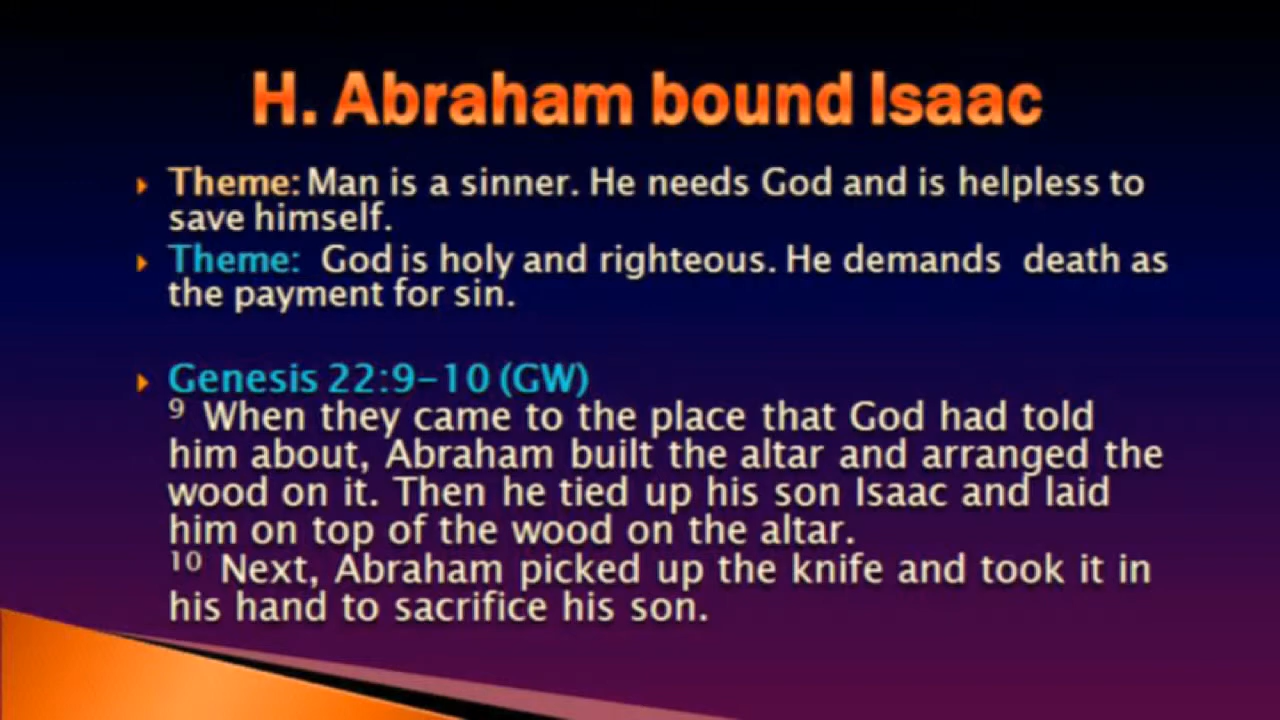 H. Abraham bound Isaac
Theme: Man is a sinner. He needs God and is helpless to
save himself.
Theme: God is holy and righteous. He demands death as
the payment for sin.
Genesis 22:9-10 (GW)
9 When they came to the place that God had told
him about, Abraham built the altar and arranged the
wood on it. Then he tied up his son Isaac and laid
him on top of the wood on the altar.
10 Next, Abraham picked up the knife and took it in
his hand to sacrifice his son.